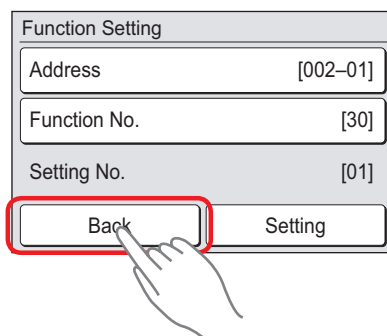 Function Setting
Address [002–01]
Function No. [30]
Setting No. [01]
Back Setting